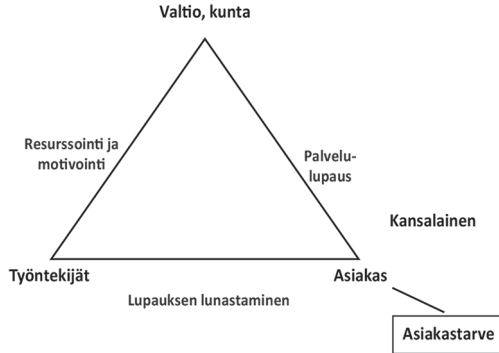 Valtio, kunta
Resurssointi ja
motivointi
Palvelu-
lupaus
Kansalainen
Työntekijät
Asiakas
Lupauksen lunastaminen
Asiakastarve